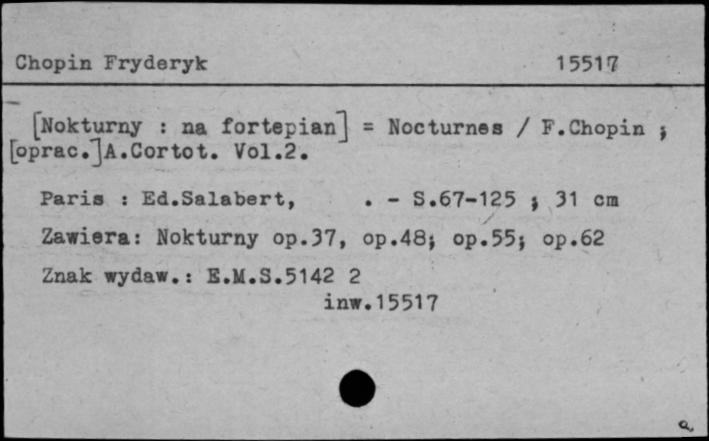 Chopin Fryderyk 15517
[Nokturny : na fortepian] = Nocturnes / F.Chopin ;
[oprac.]A.Cortot. Vol.2.
Paris : Ed.Salabert, . - S.67-125 ; 31 cm
Zawiera: Nokturny op.37, op.48; op.55; op.62
Znak wydaw.: E.M.S.5142 2
inw.15517
a